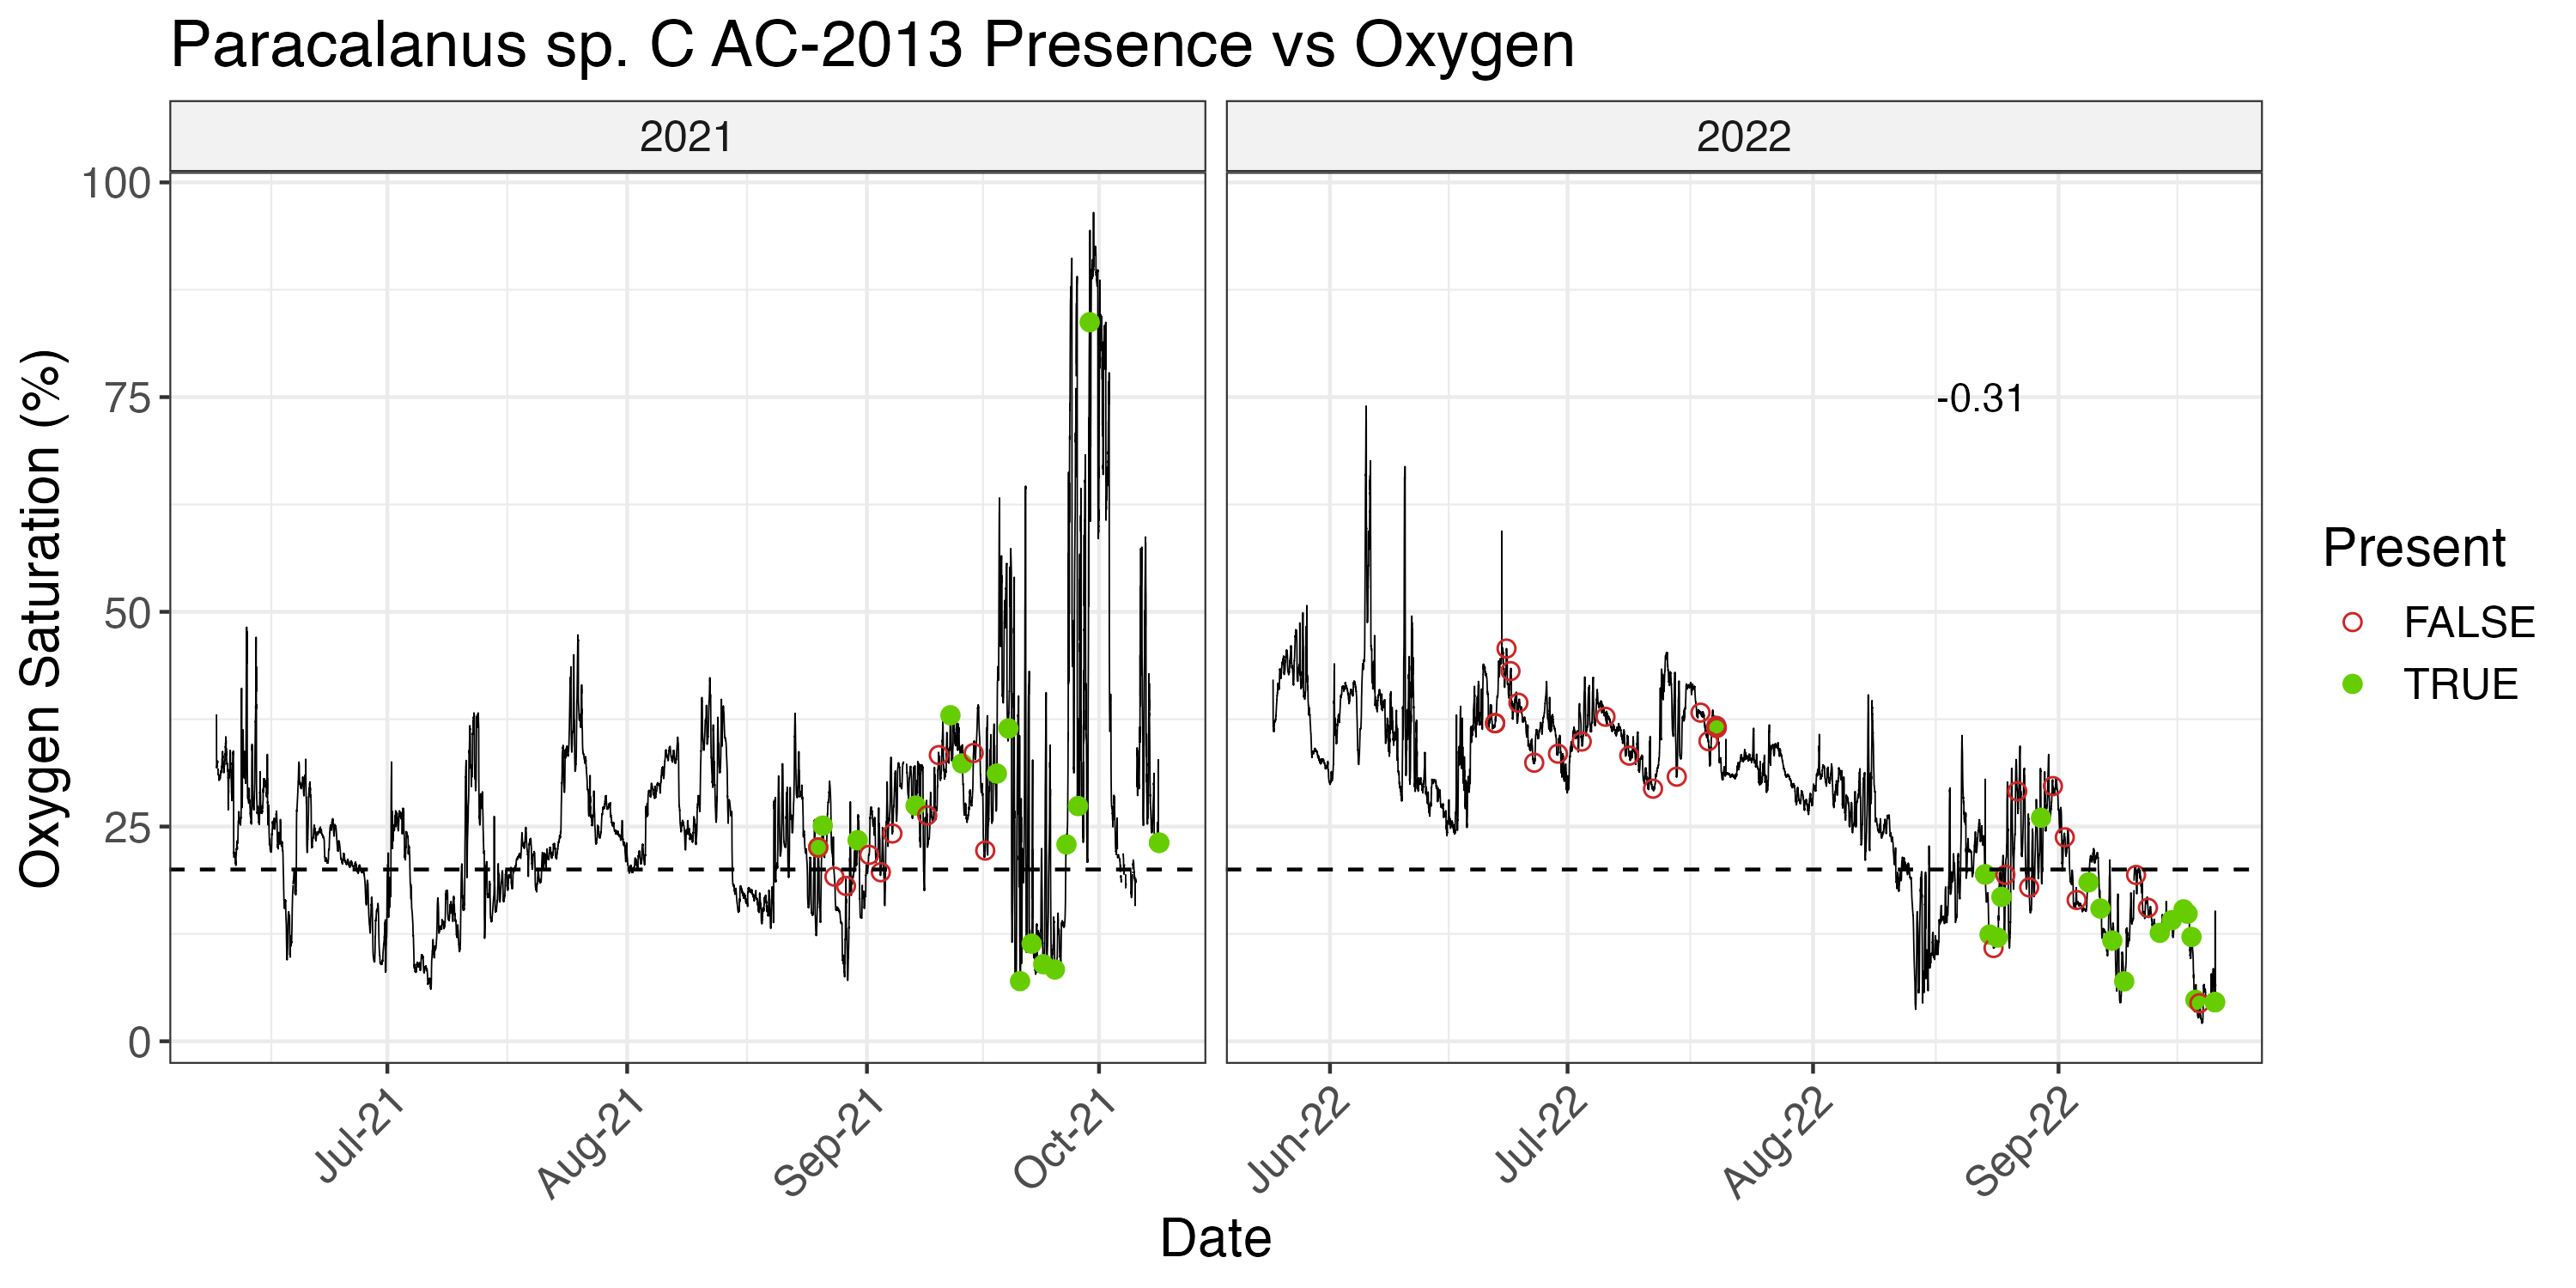 Paracalanus sp. C AC-2013 Presence vs Oxygen
2021
2022
100
75
50
25
0
Oxygen Saturation (%)
-0.31
Present
FALSE
TRUE
Jul-21
Aug-21
Sep-21
Oct-21
Jun-22
Jul-22
Aug-22
Sep-22
Date